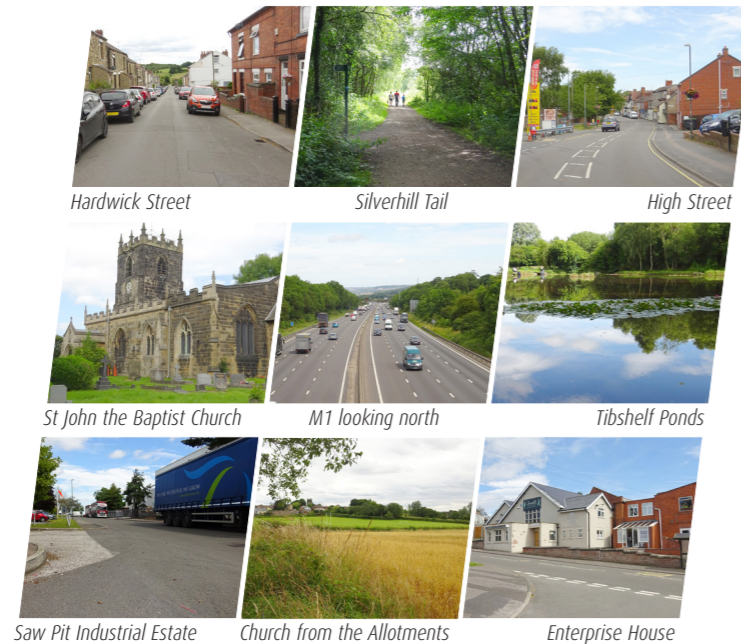 Hardwick Street
Silverhill Tail
High Street
St John the Baptist Church
M1 looking north
Tibshelf Ponds
Saw Pit Industrial Estate
Church from the Allotments
Enterprise House